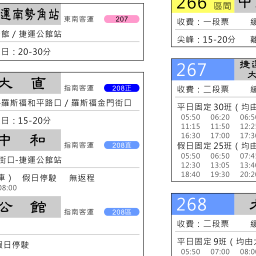 運南勢角站 東南客運 207
館 / 捷運公館站
日：20-30分
大 直 指南客運 208正
羅斯福和平路口 / 羅斯福金門街口
日：15-20分
中 和 指南客運 208直
街口-捷運公館站
車） 假日停駛 無返程
08:00
公 館 指南客運 208區
假日停駛
266 區間
收費：一段票
尖峰：15-20分
267 捷運
大
收費：二段票
平日固定30班（均由
05:50 06:20 06:5
11:15 11:50 12:2
16:30 17:00 17:3
假日固定25班（均由
05:50 06:50 07:4
12:30 13:05 13:4
18:40 19:30 20:2
268
收費：一段票
平日固定9班（均由
05:50 07:00 08:0